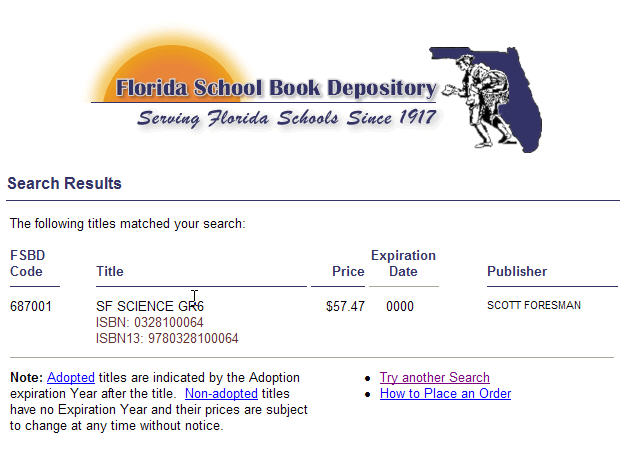 Florida School Book Depository
Serving Florida Schools Since 1917
Search Results
The following titles matched your search:
FSBD Code Title Price Expiration Date Publisher
687001 SF SCIENCE GR6 $57.47 0000 SCOTT FORESMAN
ISBN: 0328100064
ISBN13: 9780328100064
Note: Adopted titles are indicated by the Adoption
expiration Year after the title. Non-adopted titles
have no Expiration Year and their prices are subject
to change at any time without notice.
Try another Search
How to Place an Order